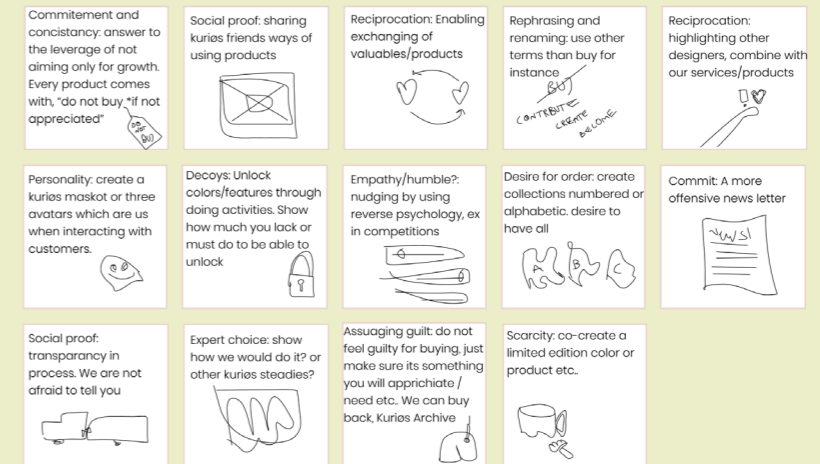 Commitement and
concistancy: answer to
the leverage of not
aiming only for growth.
Every product comes
with, "do not buy *if not
appreciated"
DO
NOT
BUY
Social proof: sharing
kuriøs friends ways of
using products
Reciprocation: Enabling
exchanging of
valuables/products
Rephrasing and
renaming: use other
terms than buy for
instance
BUY
CONTRIBUTE
CREATE
BECOME
Reciprocation:
highlighting other
designers, combine with
our services/products
Personality: create a
kuriøs maskot or three
avatars which are us
when interacting with
customers.
Decoys: Unlock
colors/features through
doing activities. Show
how much you lack or
must do to be able to
unlock
Empathy/humble?:
nudging by using
reverse psychology, ex
in competitions
Desire for order: create
collections numbered or
alphabetic. desire to
have all
A
B
C
Commit: A more
offensive news letter
NEWS!
Social proof:
transparancy in
process. We are not
afraid to tell you
Expert choice: show
how we would do it? or
other kuriøs steadies?
Assuaging guilt: do not
feel guilty for buying, just
make sure its something
you will apprichiate /
need etc.. We can buy
back, Kuriøs Archive
Scarcity: co-create a
limited edition color or
product etc..